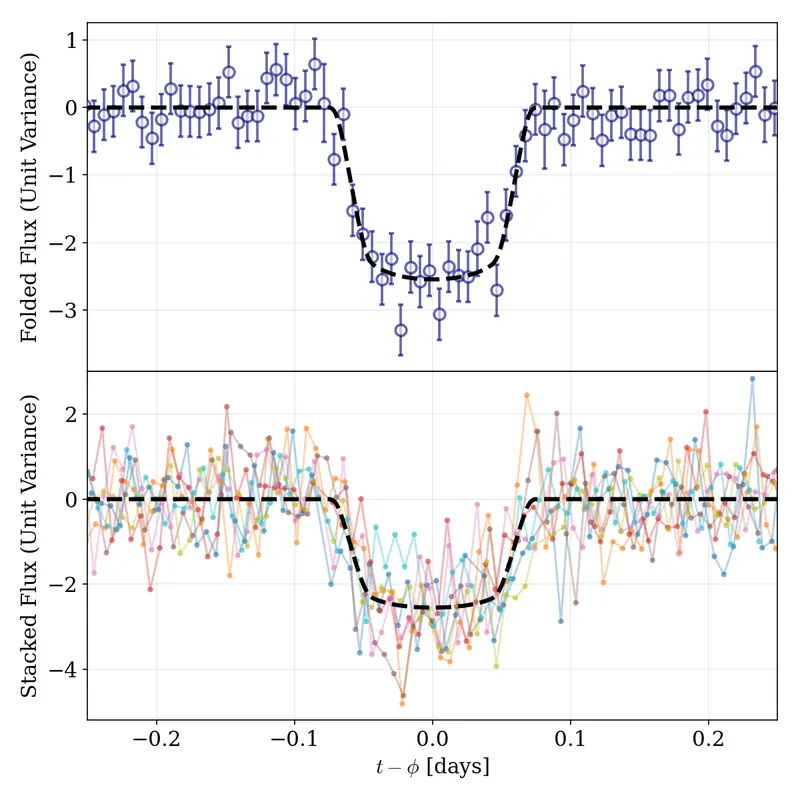 Folded Flux (Unit Variance)
1
0
−1
−2
−3
Stacked Flux (Unit Variance)
2
0
−2
−4
−0.2 −0.1 0.0 0.1 0.2
t − ϕ [days]